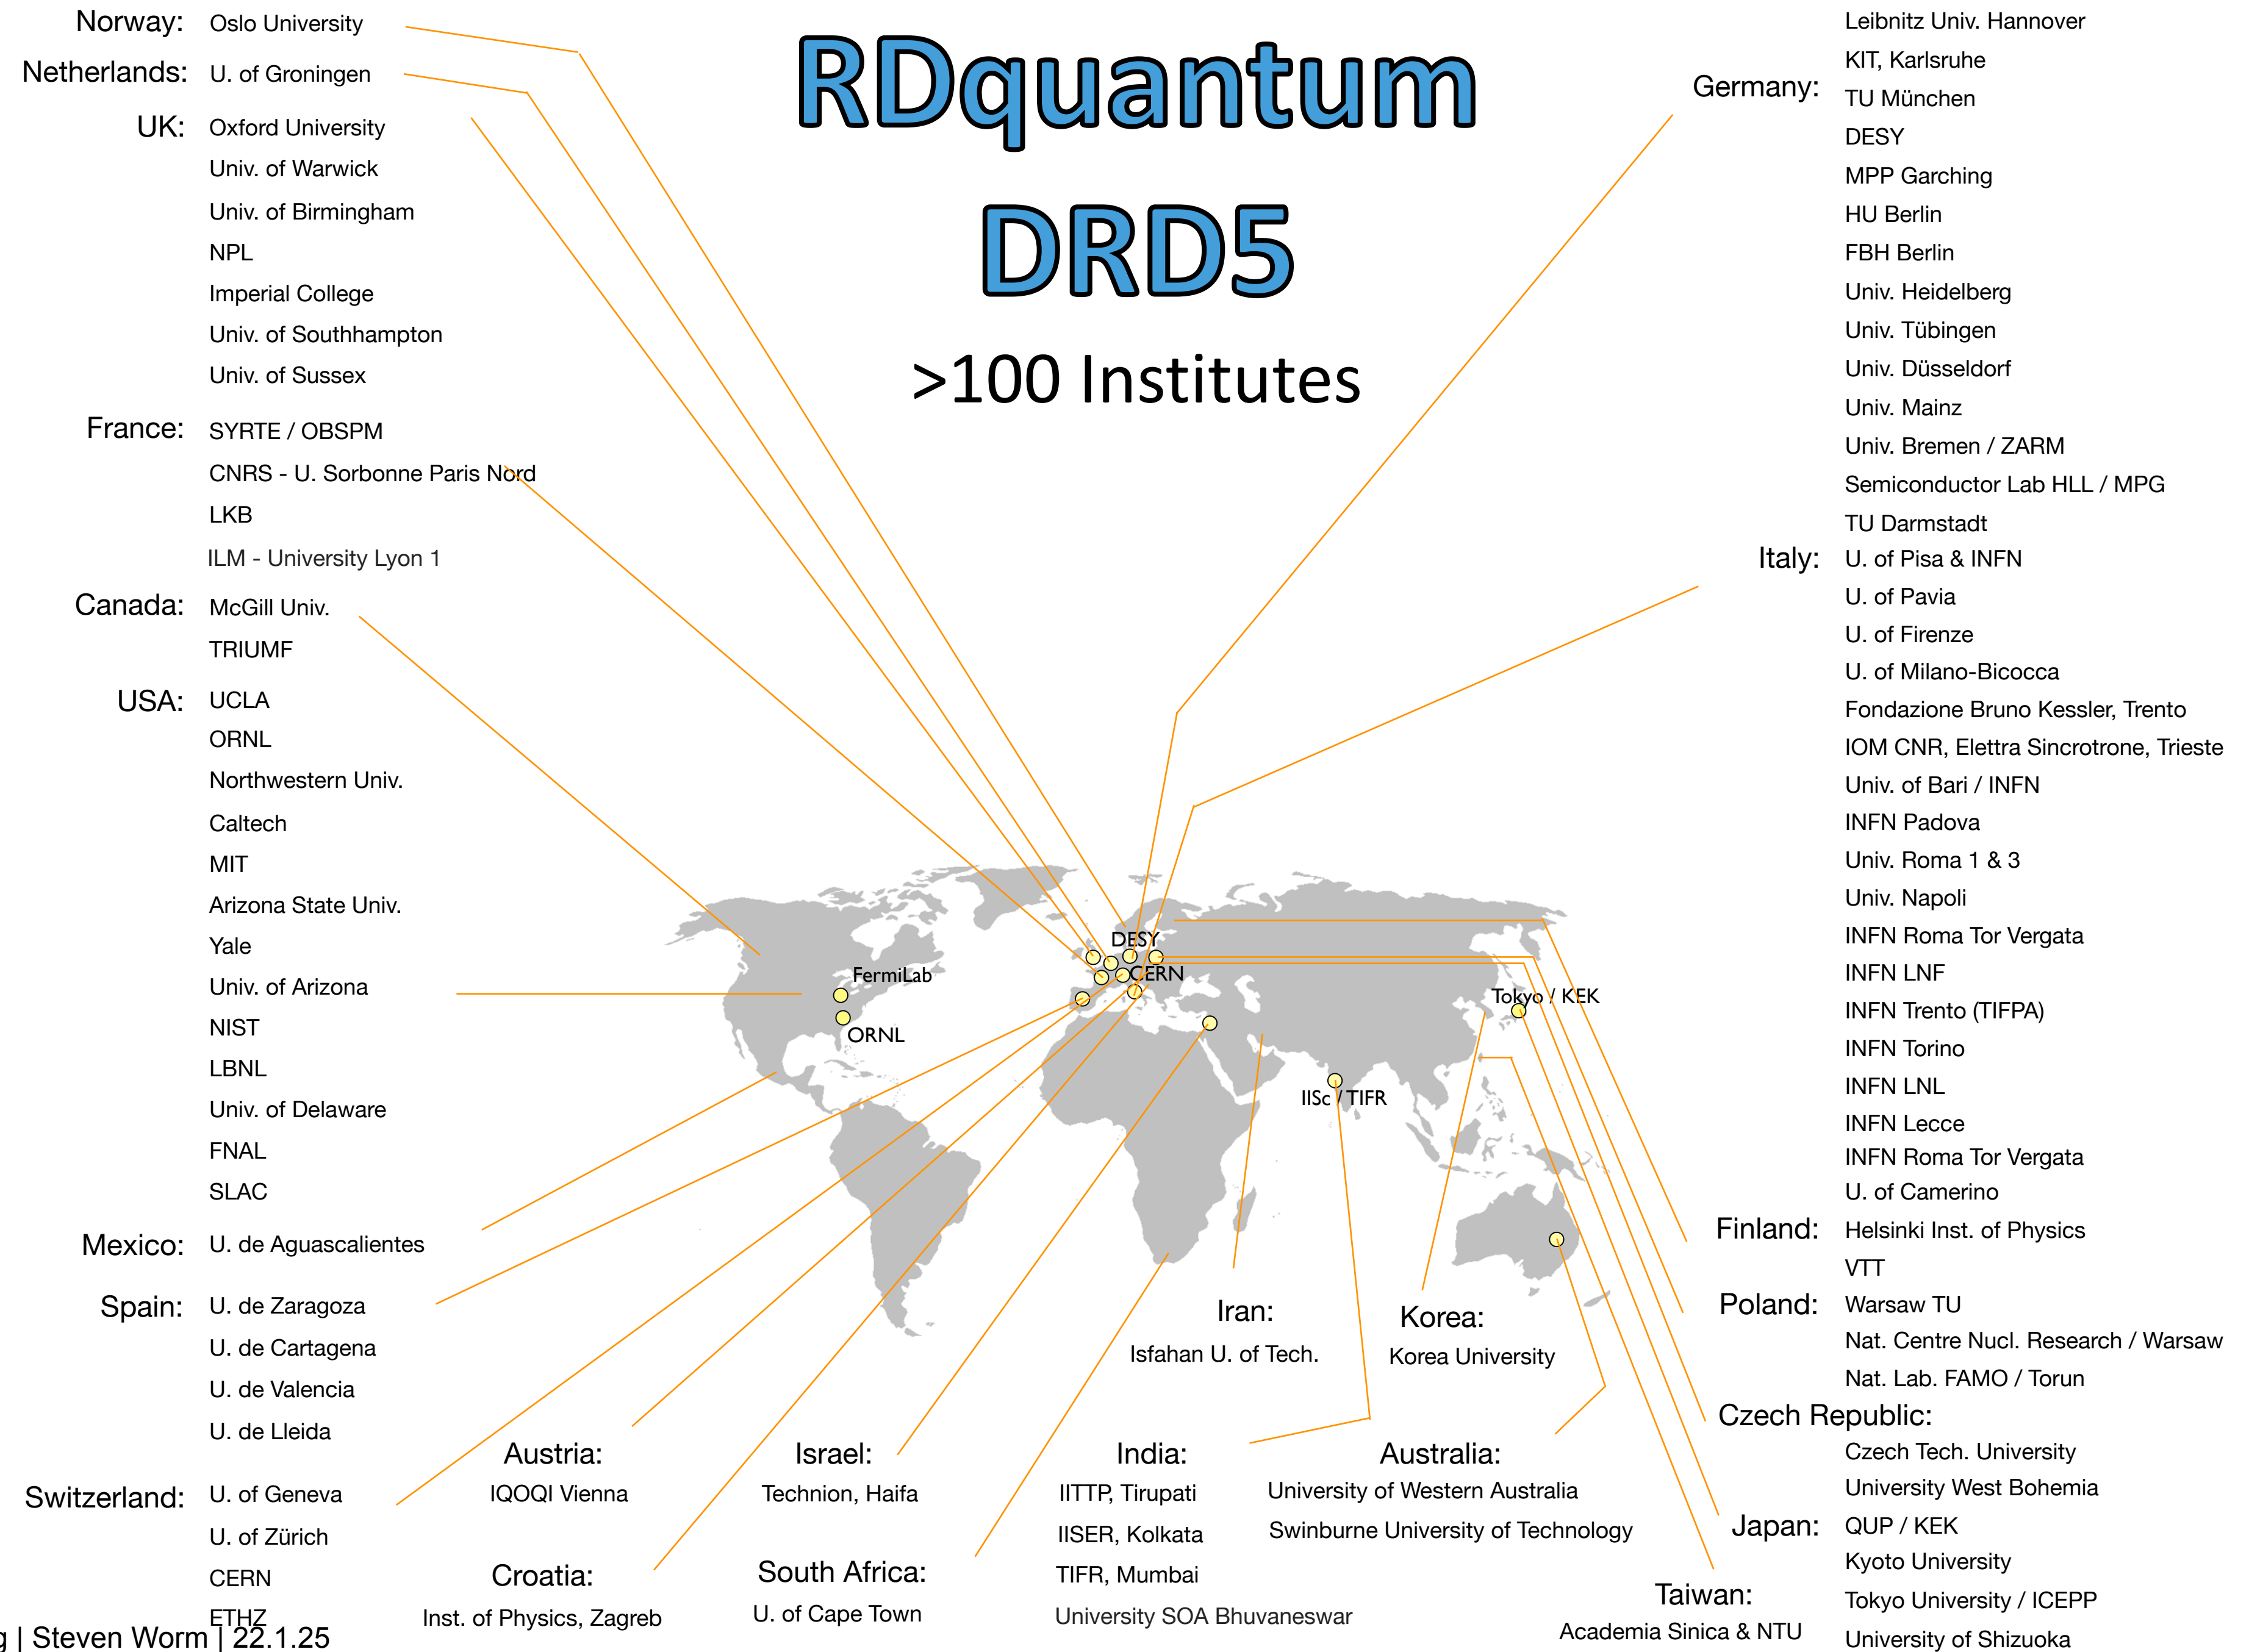 RDquantum
DRD5
>100 Institutes
Norway: Oslo University
Netherlands: U. of Groningen
UK: Oxford University
Univ. of Warwick
Univ. of Birmingham
NPL
Imperial College
Univ. of Southhampton
Univ. of Sussex
France: SYRTE / OBSPM
CNRS - U. Sorbonne Paris Nord
LKB
ILM - University Lyon 1
Canada: McGill Univ.
TRIUMF
USA: UCLA
ORNL
Northwestern Univ.
Caltech
MIT
Arizona State Univ.
Yale
Univ. of Arizona
NIST
LBNL
Univ. of Delaware
FNAL
SLAC
Mexico: U. de Aguascalientes
Spain: U. de Zaragoza
U. de Cartagena
U. de Valencia
U. de Lleida
Switzerland: U. of Geneva
U. of Zürich
CERN
ETHZ
g | Steven Worm | 22.1.25
DESY
CERN
FermiLab
ORNL
Tokyo / KEK
IISc / TIFR
Austria:
IQOQI Vienna
Croatia:
Inst. of Physics, Zagreb
Israel:
Technion, Haifa
South Africa:
U. of Cape Town
Iran:
Isfahan U. of Tech.
India:
IITTP, Tirupati
IISER, Kolkata
TIFR, Mumbai
University SOA Bhuvaneswar
Korea:
Korea University
Australia:
University of Western Australia
Swinburne University of Technology
Taiwan:
Academia Sinica & NTU
Leibnitz Univ. Hannover
KIT, Karlsruhe
Germany:
TU München
DESY
MPP Garching
HU Berlin
FBH Berlin
Univ. Heidelberg
Univ. Tübingen
Univ. Düsseldorf
Univ. Mainz
Univ. Bremen / ZARM
Semiconductor Lab HLL / MPG
TU Darmstadt
Italy: U. of Pisa & INFN
U. of Pavia
U. of Firenze
U. of Milano-Bicocca
Fondazione Bruno Kessler, Trento
IOM CNR, Elettra Sincrotrone, Trieste
Univ. of Bari / INFN
INFN Padova
Univ. Roma 1 & 3
Univ. Napoli
INFN Roma Tor Vergata
INFN LNF
INFN Trento (TIFPA)
INFN Torino
INFN LNL
INFN Lecce
INFN Roma Tor Vergata
U. of Camerino
Finland: Helsinki Inst. of Physics
VTT
Poland: Warsaw TU
Nat. Centre Nucl. Research / Warsaw
Nat. Lab. FAMO / Torun
Czech Republic:
Czech Tech. University
University West Bohemia
Japan: QUP / KEK
Kyoto University
Tokyo University / ICEPP
University of Shizuoka